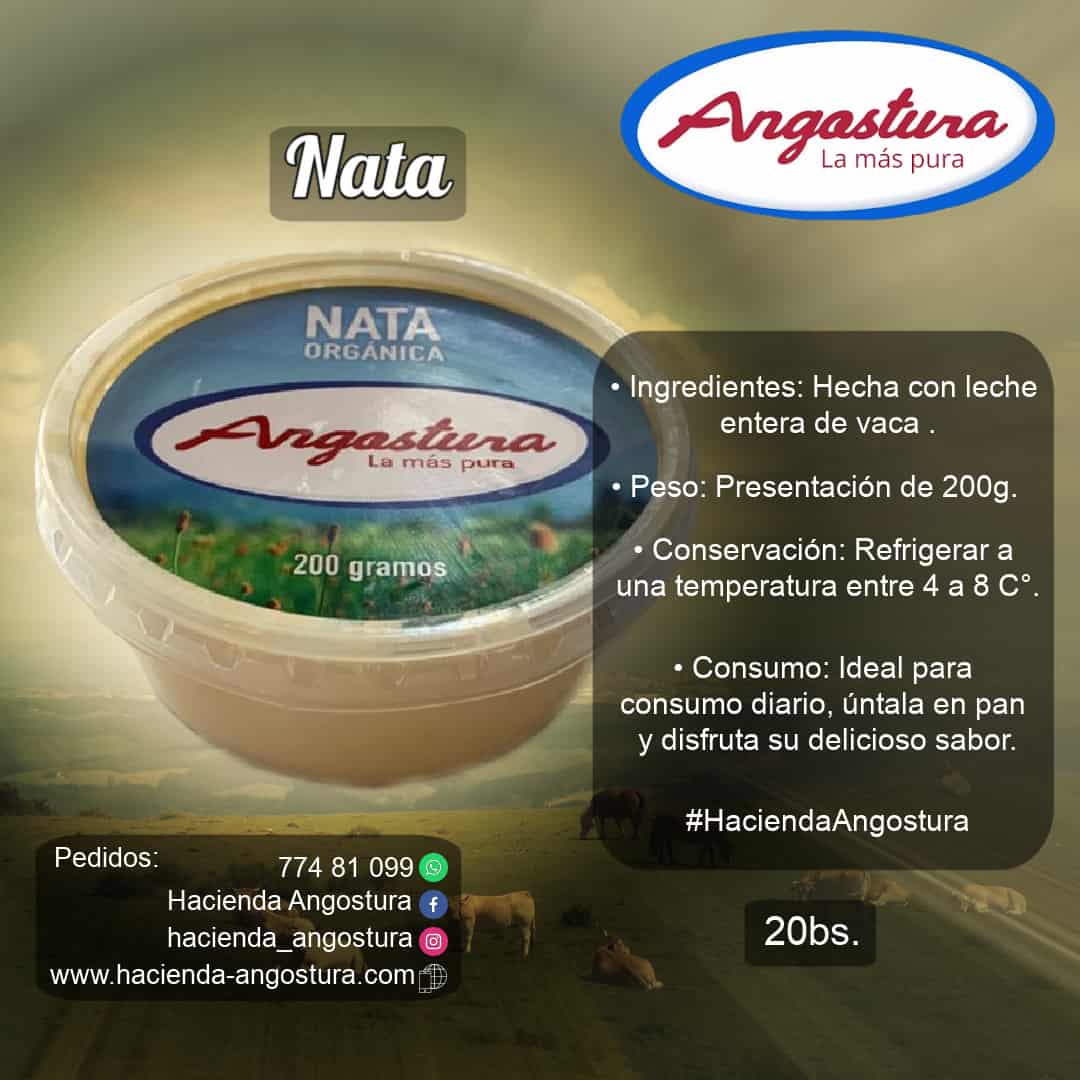 Angostura
La más pura
Nata
NATA
ORGÁNICA
Angostura
La más pura
200 gramos
• Ingredientes: Hecha con leche
entera de vaca .
• Peso: Presentación de 200g.
• Conservación: Refrigerar a
una temperatura entre 4 a 8 C°.
• Consumo: Ideal para
consumo diario, úntala en pan
y disfruta su delicioso sabor.
#HaciendaAngostura
Pedidos:
774 81 099
Hacienda Angostura
hacienda_angostura
www.hacienda-angostura.com
20bs.